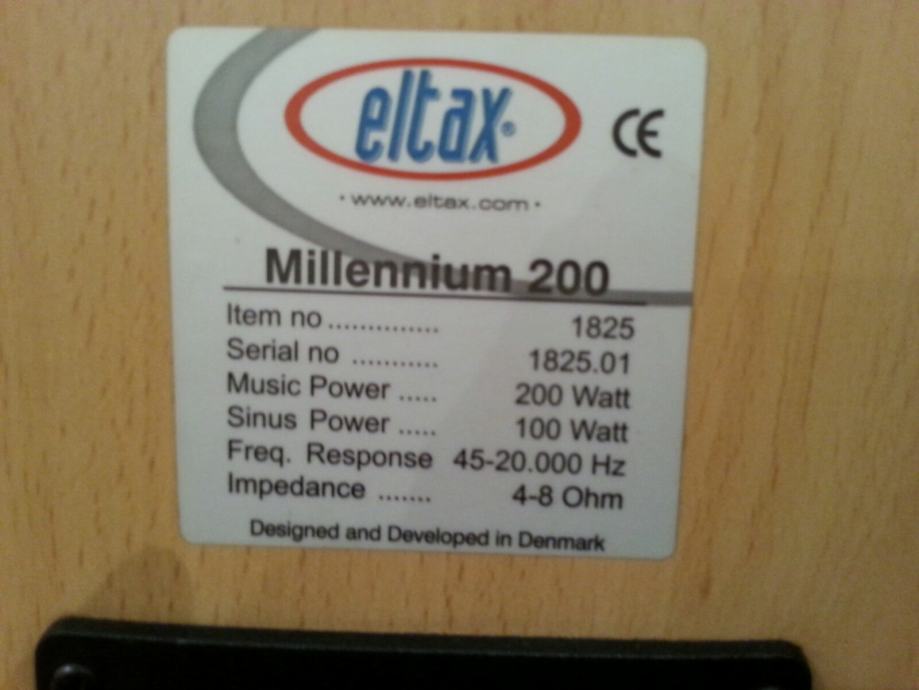 eltax®
CE
· www.eltax.com ·
Millennium 200
Item no .............. 1825
Serial no ........... 1825.01
Music Power ..... 200 Watt
Sinus Power ..... 100 Watt
Freq. Response 45-20.000 Hz
Impedance ....... 4-8 Ohm
Designed and Developed in Denmark